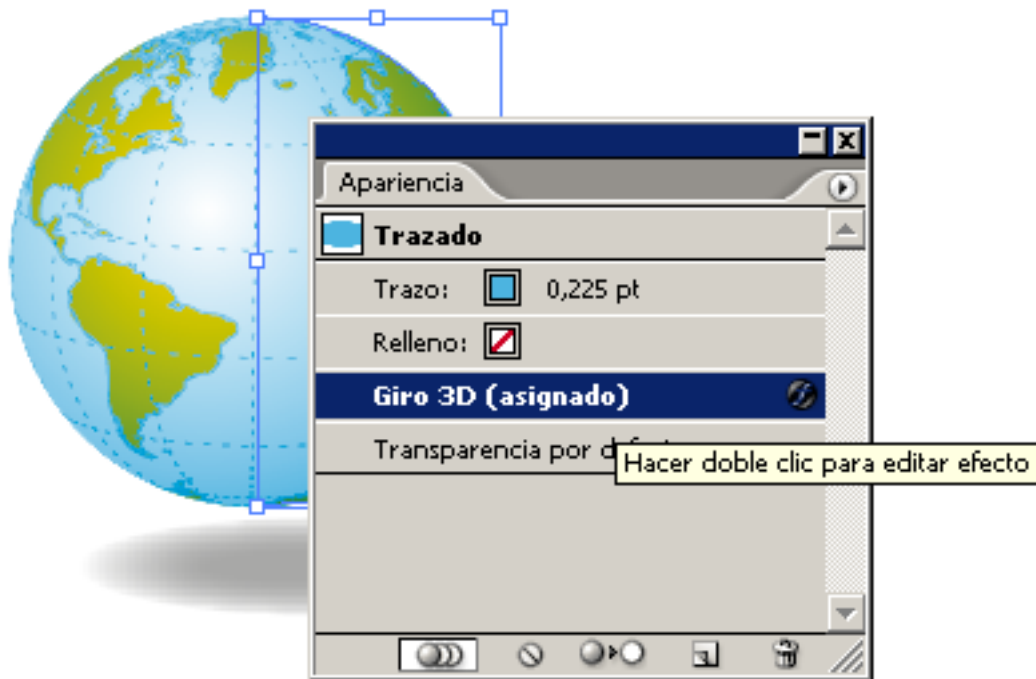 Apariencia
Trazado
Trazo: 0,225 pt
Relleno:
Giro 3D (asignado)
Transparencia por
Hacer doble clic para editar efecto